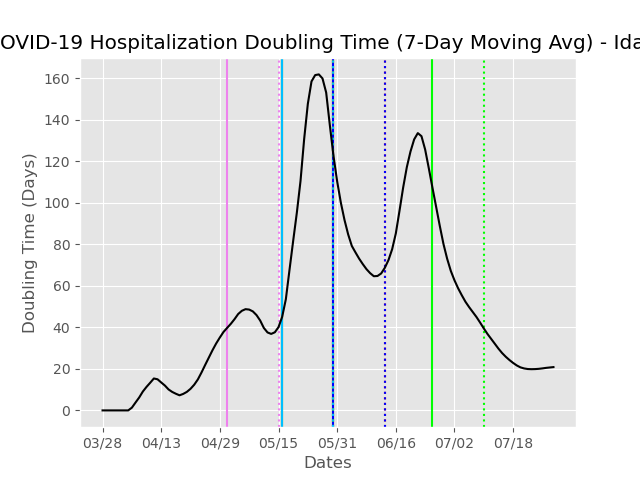 OVID-19 Hospitalization Doubling Time (7-Day Moving Avg) - Ida
160
140
120
100
80
60
40
20
0
Doubling Time (Days)
03/28 04/13 04/29 05/15 05/31 06/16 07/02 07/18
Dates